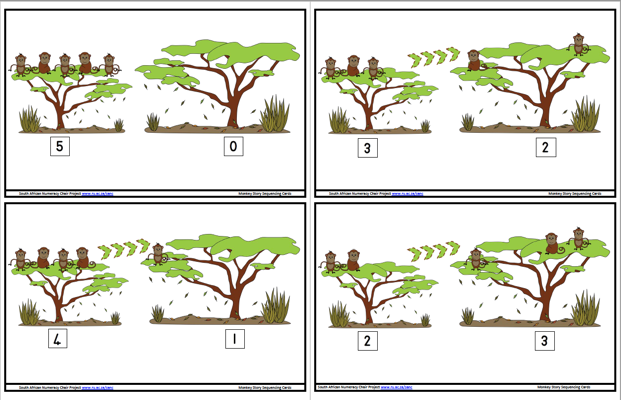 5 0
South African Numeracy Chair Project www.ru.ac.za/sanc Monkey Story Sequencing Cards
3 2
South African Numeracy Chair Project www.ru.ac.za/sanc Monkey Story Sequencing Cards
4 1
South African Numeracy Chair Project www.ru.ac.za/sanc Monkey Story Sequencing Cards
2 3
South African Numeracy Chair Project www.ru.ac.za/sanc Monkey Story Sequencing Cards